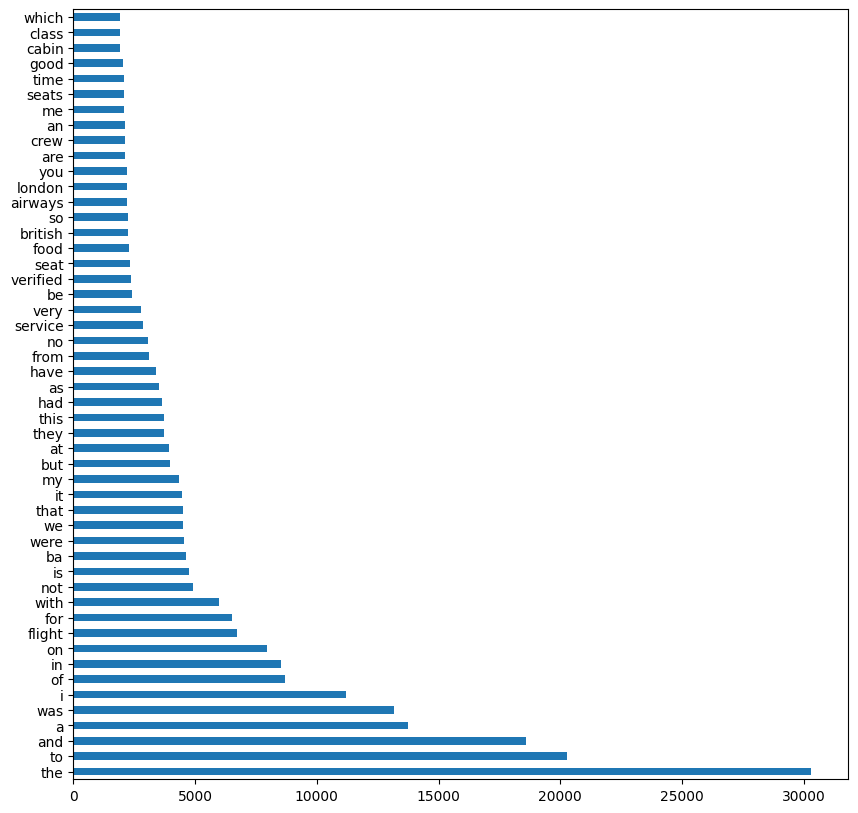 which
class
cabin
good
time
seats
me
an
crew
are
you
london
airways
so
british
food
seat
verified
be
very
service
no
from
have
as
had
this
they
at
but
my
it
that
we
were
ba
is
not
with
for
flight
on
in
of
i
was
a
and
to
the
0 5000 10000 15000 20000 25000 30000